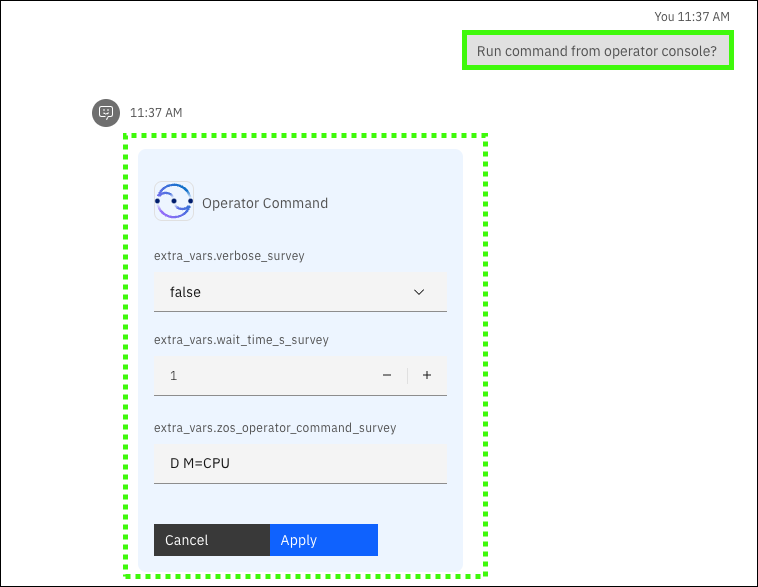 You 11:37 AM
Run command from operator console?
11:37 AM
Operator Command
extra_vars.verbose_survey
false
extra_vars.wait_time_s_survey
1
extra_vars.zos_operator_command_survey
D M=CPU
Cancel Apply